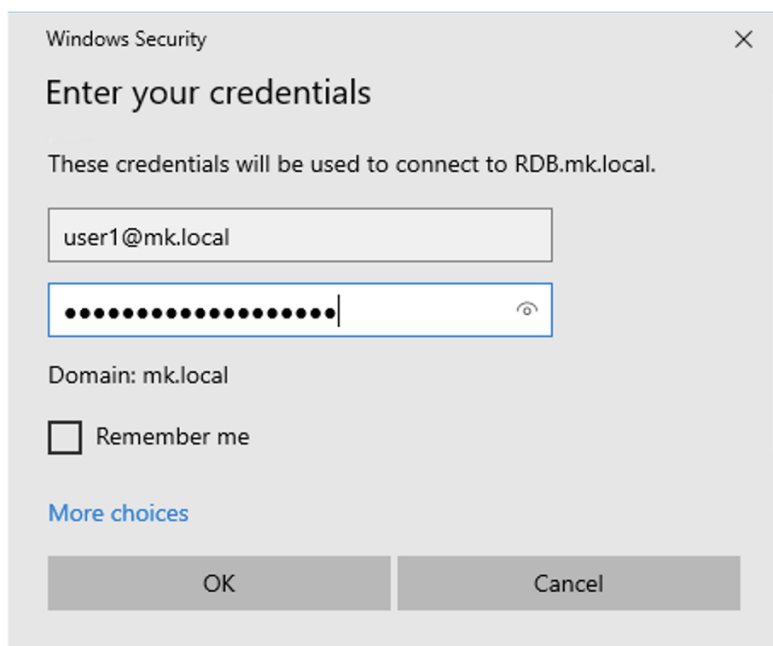 Windows Security
Enter your credentials
These credentials will be used to connect to RDB.mk.local.
user1@mk.local
●●●●●●●●●●●●●●●●●●●
Domain: mk.local
Remember me
More choices
OK
Cancel